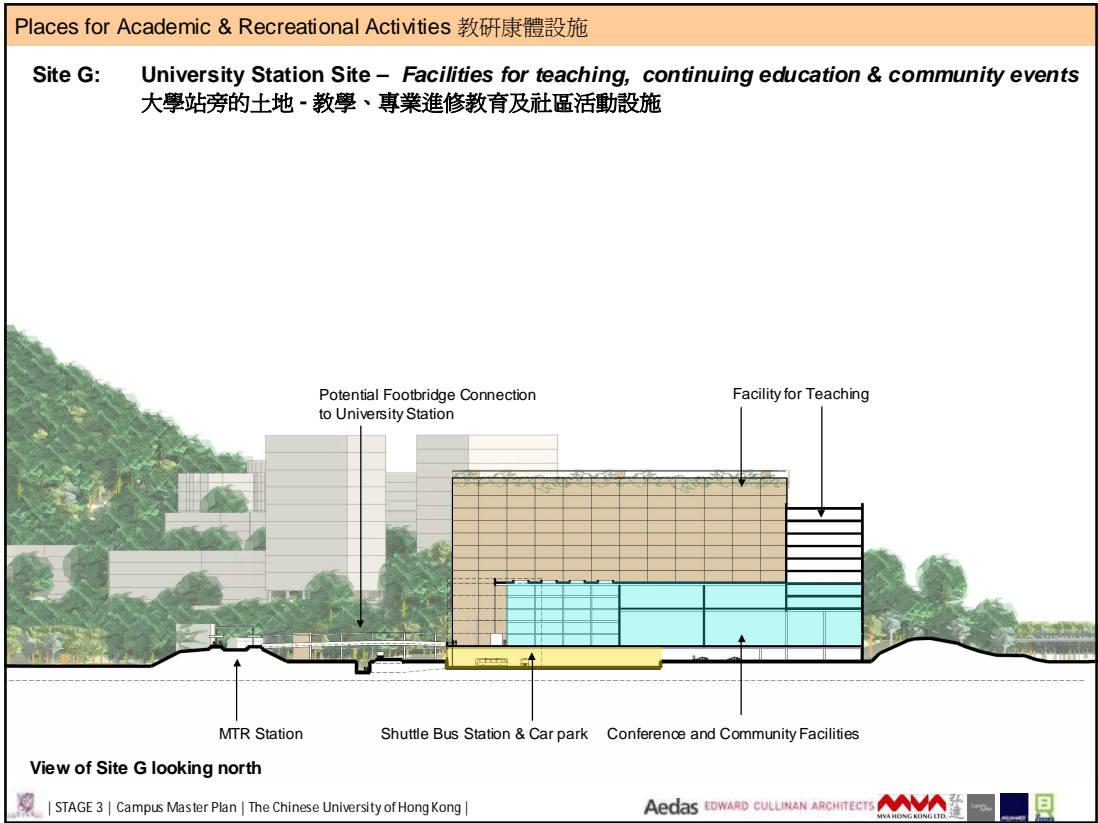 Places for Academic & Recreational Activities 教研康體設施
Site G: University Station Site – Facilities for teaching, continuing education & community events
大學站旁的土地 - 教學、專業進修教育及社區活動設施
Potential Footbridge Connection
to University Station
Facility for Teaching
MTR Station
Shuttle Bus Station & Car park
Conference and Community Facilities
View of Site G looking north
| STAGE 3 | Campus Master Plan | The Chinese University of Hong Kong |
Aedas
EDWARD CULLINAN ARCHITECTS
MVA
MVA HONG KONG LTD.
弘達